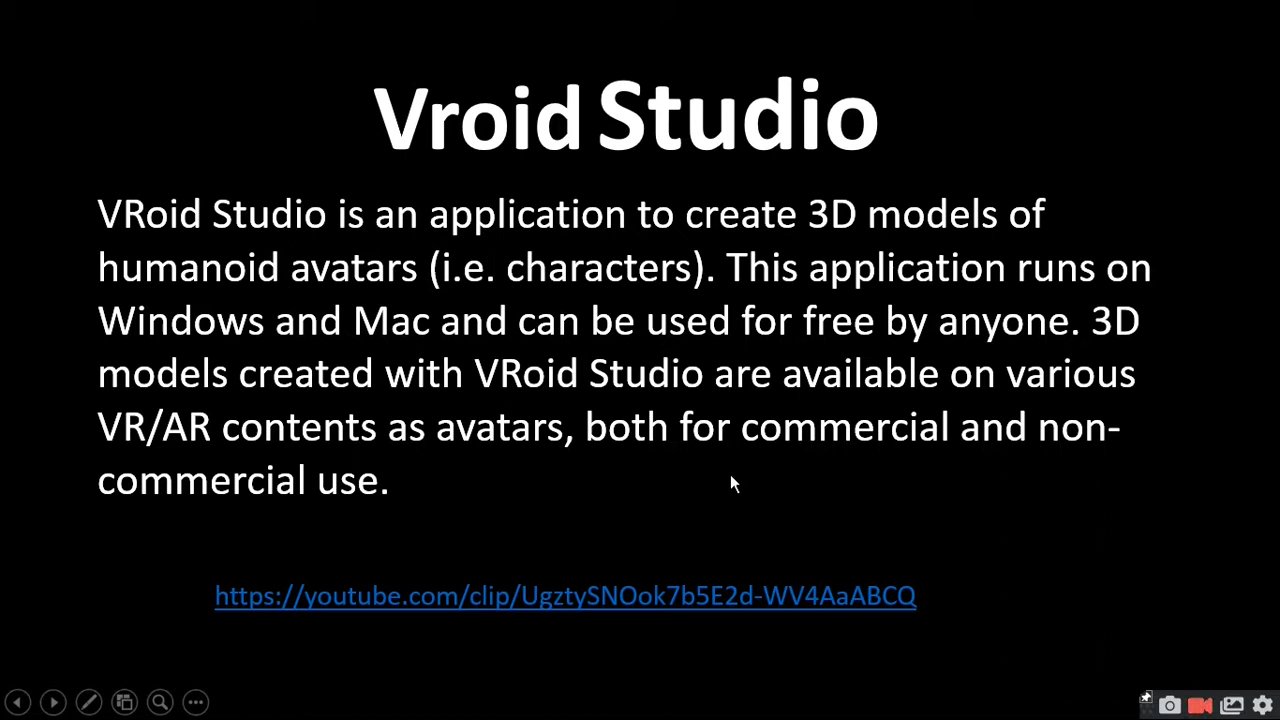 Vroid Studio
VRoid Studio is an application to create 3D models of
humanoid avatars (i.e. characters). This application runs on
Windows and Mac and can be used for free by anyone. 3D
models created with VRoid Studio are available on various
VR/AR contents as avatars, both for commercial and non-
commercial use.
https://youtube.com/clip/UgztySNOok7b5E2d-WV4AaABCQ